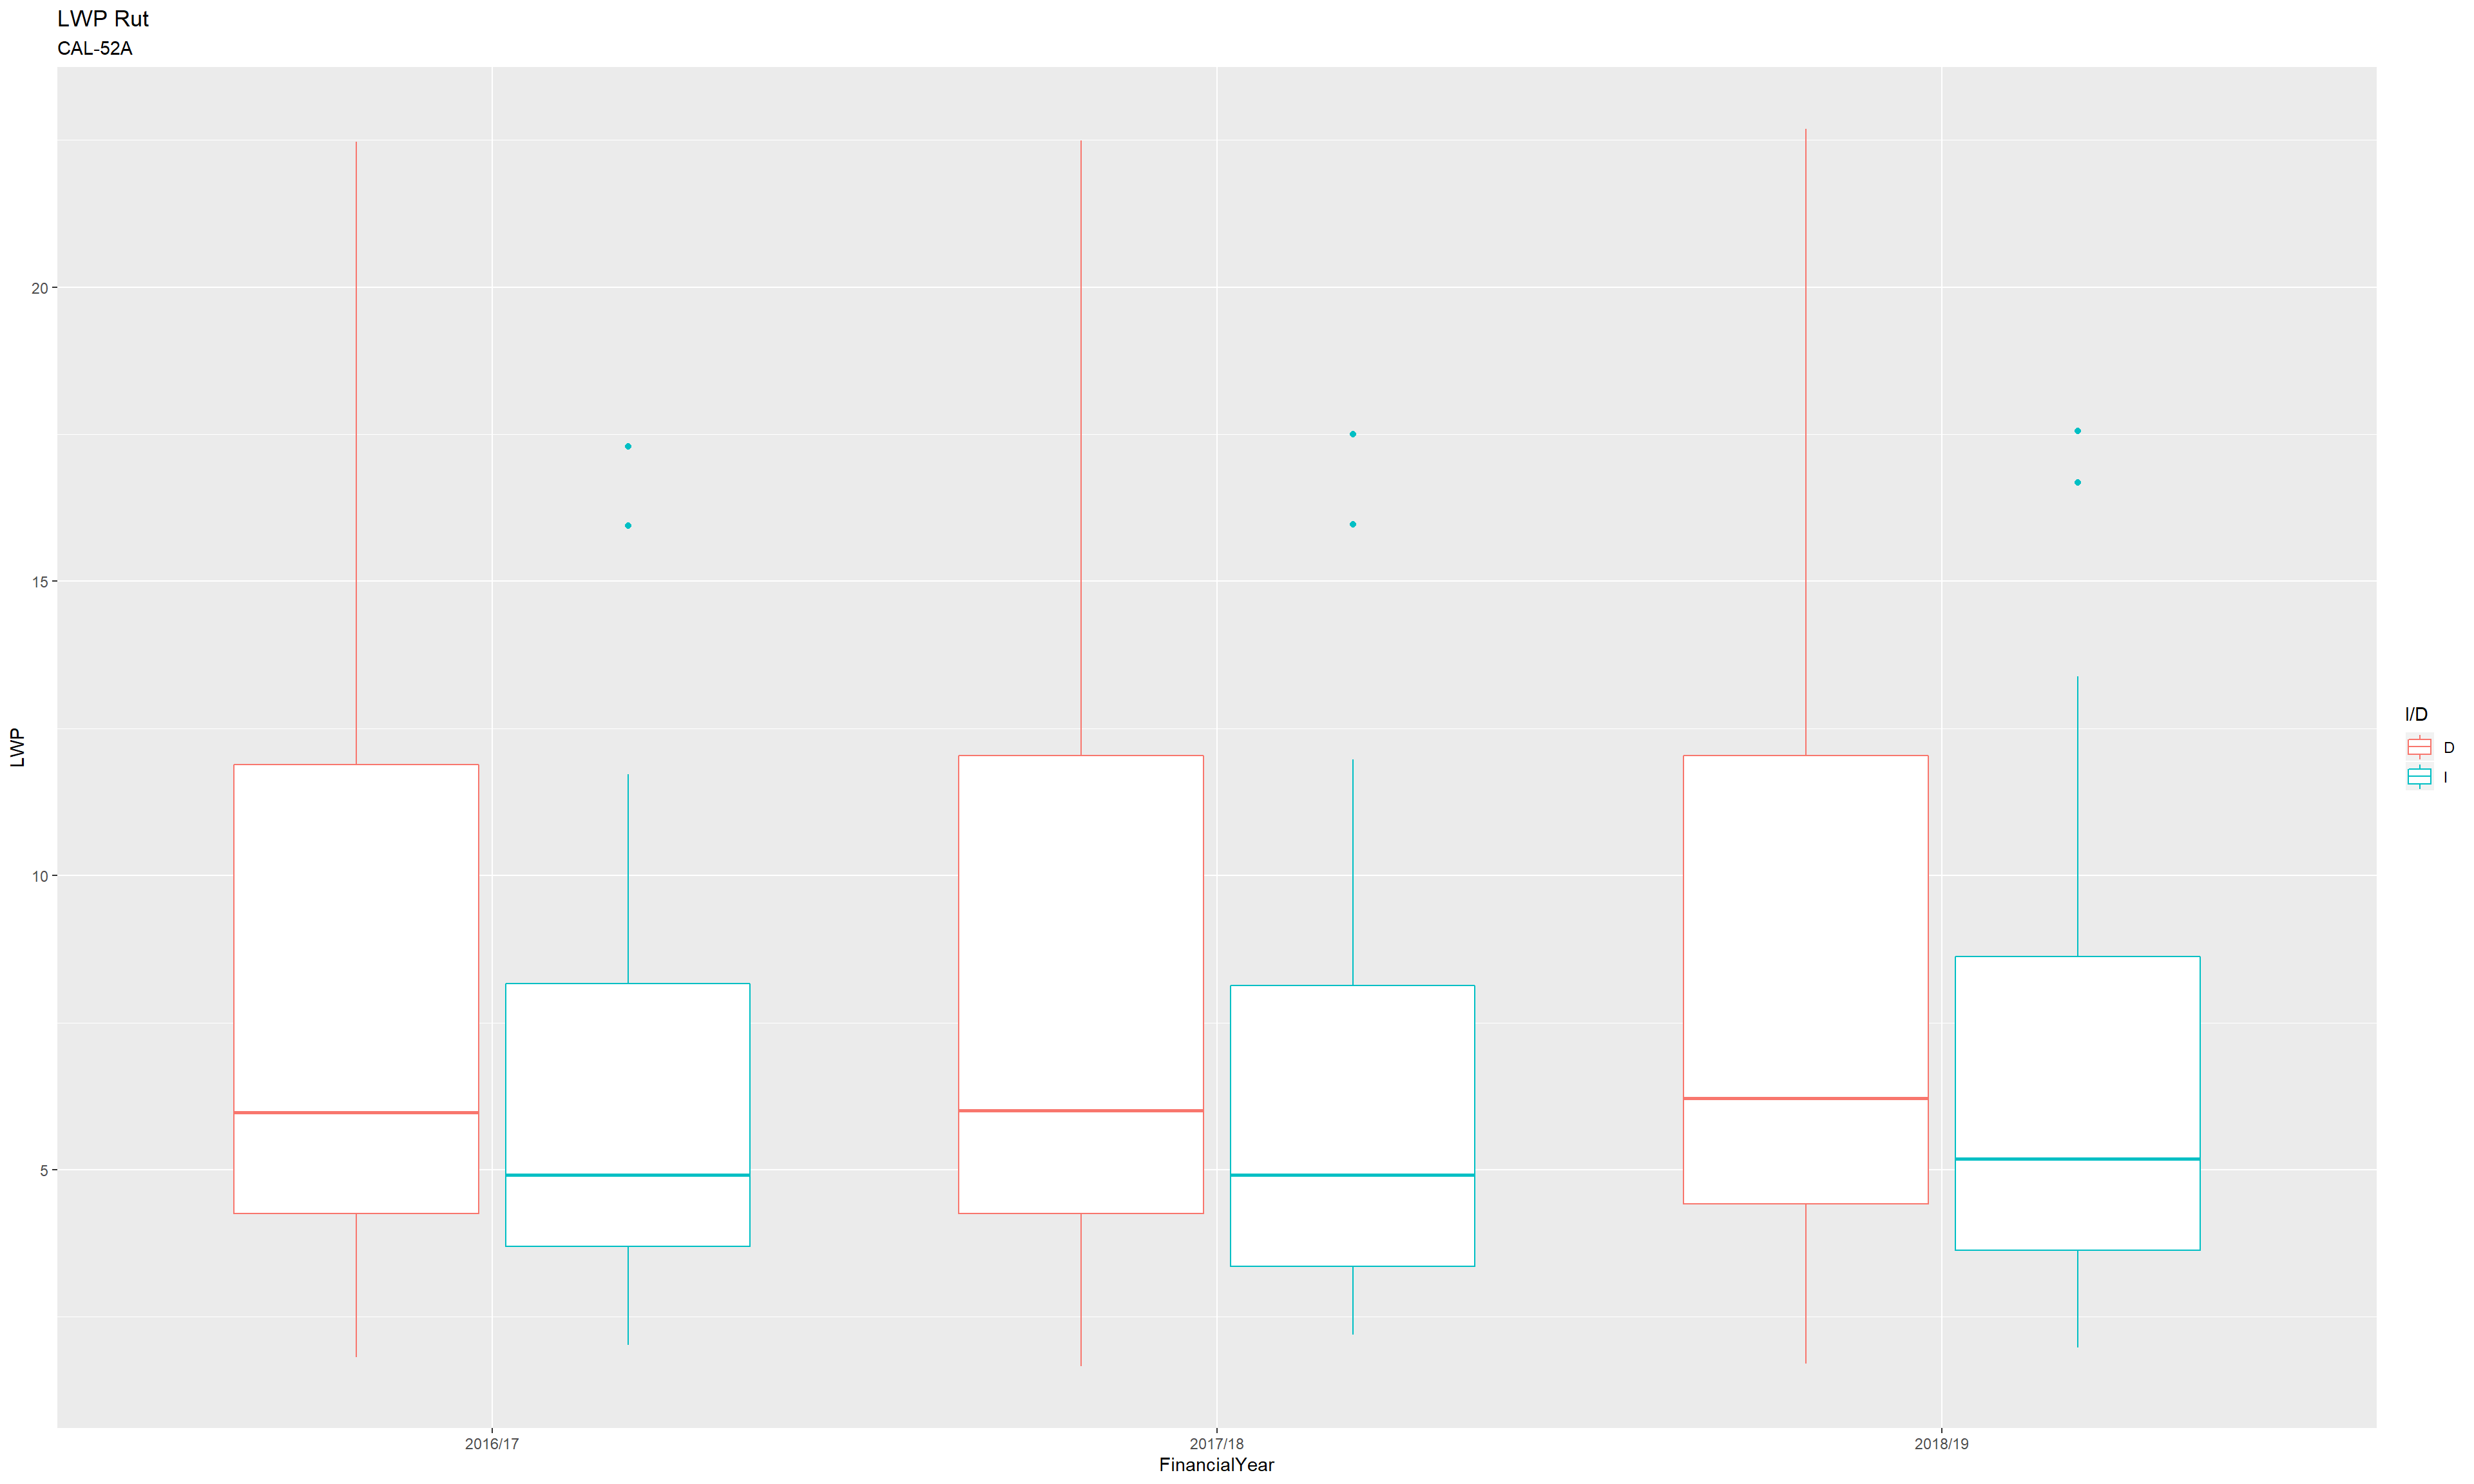 LWP Rut
CAL-52A
20
15
10
5
LWP
2016/17
2017/18
2018/19
FinancialYear
I/D
D
I